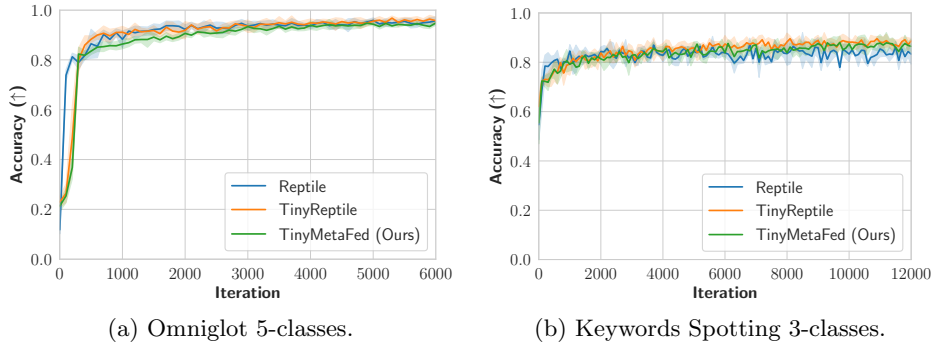 Accuracy (↑)
1.0
0.8
0.6
0.4
0.2
0.0
0 1000 2000 3000 4000 5000 6000
Iteration
Reptile
TinyReptile
TinyMetaFed (Ours)
(a) Omniglot 5-classes.
Accuracy (↑)
1.0
0.8
0.6
0.4
0.2
0.0
0 2000 4000 6000 8000 10000 12000
Iteration
Reptile
TinyReptile
TinyMetaFed (Ours)
(b) Keywords Spotting 3-classes.